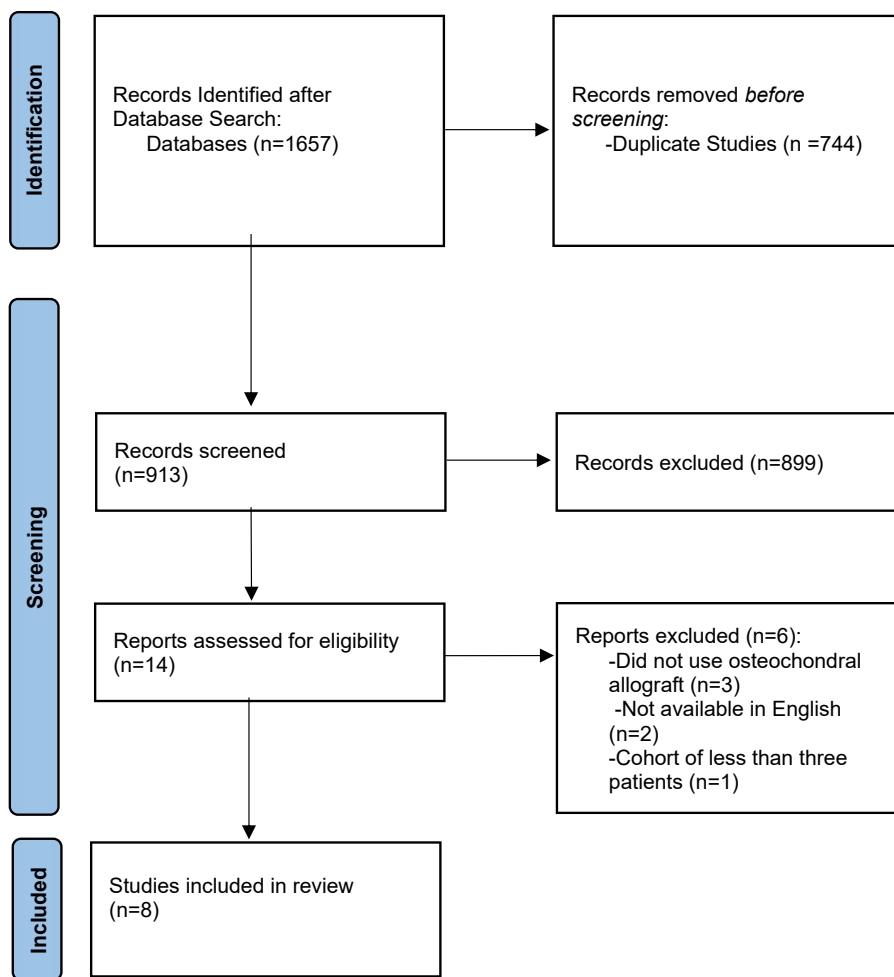 Identification
Records Identified after
Database Search:
Databases (n=1657)
Records removed before
screening:
-Duplicate Studies (n =744)
Screening
Records screened
(n=913)
Records excluded (n=899)
Reports assessed for eligibility
(n=14)
Reports excluded (n=6):
-Did not use osteochondral
allograft (n=3)
-Not available in English
(n=2)
-Cohort of less than three
patients (n=1)
Included
Studies included in review
(n=8)